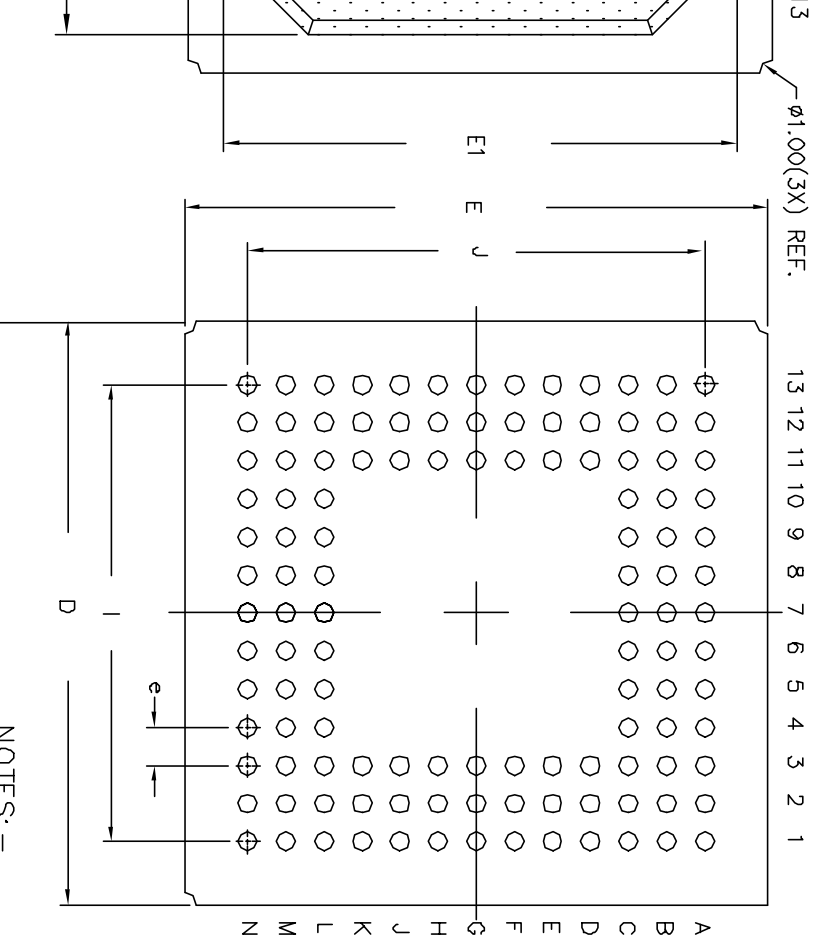 13
ø1.00(3X) REF.
E1
E
J
13 12 11 10 9 8 7 6 5 4 3 2 1
D
I
e
N M L K J H G F E D C B A
NOTES: –